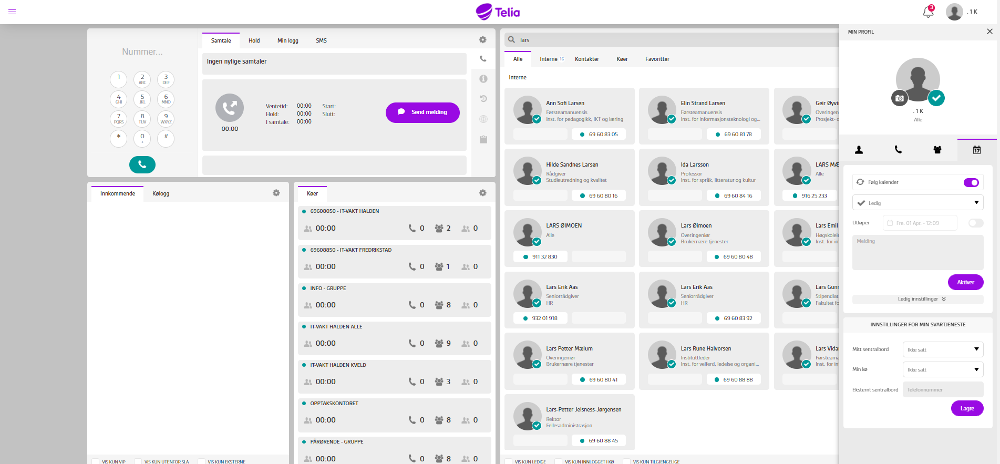 Telia
3
. 1 K
Nummer...
1
2
ABC
3
DEF
4
GHI
5
JKL
6
MNO
7
PQRS
8
TUV
9
WXYZ
*
0
+
#
Samtale
Hold
Min logg
SMS
Ingen nylige samtaler
00:00
Ventetid: 00:00
Hold: 00:00
I samtale: 00:00
Start:
Slutt:
Send melding
Innkommende
Kølogg
VIS KUN VIP
VIS KUN UTENFOR SLA
VIS KUN EKSTERNE
Køer
69608050 - IT-VAKT HALDEN
00:00 0 2 0
69608850 - IT-VAKT FREDRIKSTAD
00:00 0 1 0
INFO - GRUPPE
00:00 0 8 0
IT-VAKT HALDEN ALLE
00:00 0 9 0
IT-VAKT HALDEN KVELD
00:00 0 3 0
OPPTAKSKONTORET
00:00 0 8 0
PÅRØRENDE - GRUPPE
00:00 0 8 0
lars
Alle
Interne 16
Kontakter
Køer
Favoritter
Interne
Ann Sofi Larsen
Førsteamanuensis
Inst. for pedagogikk, IKT og læring
69 60 83 05
Elin Strand Larsen
Førsteamanuensis
Inst. for informasjonsteknologi og...
69 60 81 78
Geir Øyvi
Overingen
Prosjekt- o
Hilde Sandnes Larsen
Rådgiver
Studieutredning og kvalitet
69 60 80 16
Ida Larsson
Professor
Inst. for språk, litteratur og kultur
69 60 84 16
LARS MÆ
Alle
916 25 233
LARS ØIMOEN
Alle
911 32 830
Lars Øimoen
Overingeniør
Brukernære tjenester
69 60 80 48
Lars Emil
Høgskolele
Inst. for in
Lars Erik Aas
Seniorrådgiver
HR
932 01 918
Lars Erik Aas
Seniorrådgiver
HR
69 60 83 92
Lars Gunn
Stipendiat
Fakultet fo
Lars Petter Mælum
Overingeniør
Brukernære tjenester
69 60 80 41
Lars Rune Halvorsen
Instituttleder
Inst. for velferd, ledelse og organi...
69 60 88 88
Lars Vidar
Førsteama
Inst. for in
Lars-Petter Jelsness-Jørgensen
Rektor
Fellesadministrasjon
69 60 88 45
VIS KUN LEDIGE
VIS KUN INNLOGGET I KØ
VIS KUN TILGJENGELIGE
MIN PROFIL
. 1 K
Alle
17
Følg kalender
Ledig
Utløper
Fre. 01 Apr. - 12:09
Melding
Aktiver
Ledig innstillinger
INNSTILLINGER FOR MIN SVARTJENESTE
Mitt sentralbord
Ikke satt
Min kø
Ikke satt
Eksternt sentralbord
Telefonnummer
Lagre